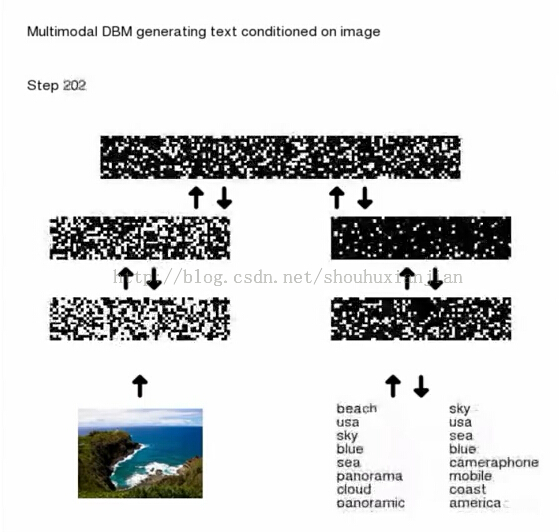 Multimodal DBM generating text conditioned on image
Step 202
http://blog.csdn.net/shouhuxianjian
beach sky
usa usa
sky sea
blue blue
sea cameraphone
panorama mobile
cloud coast
panoramic america